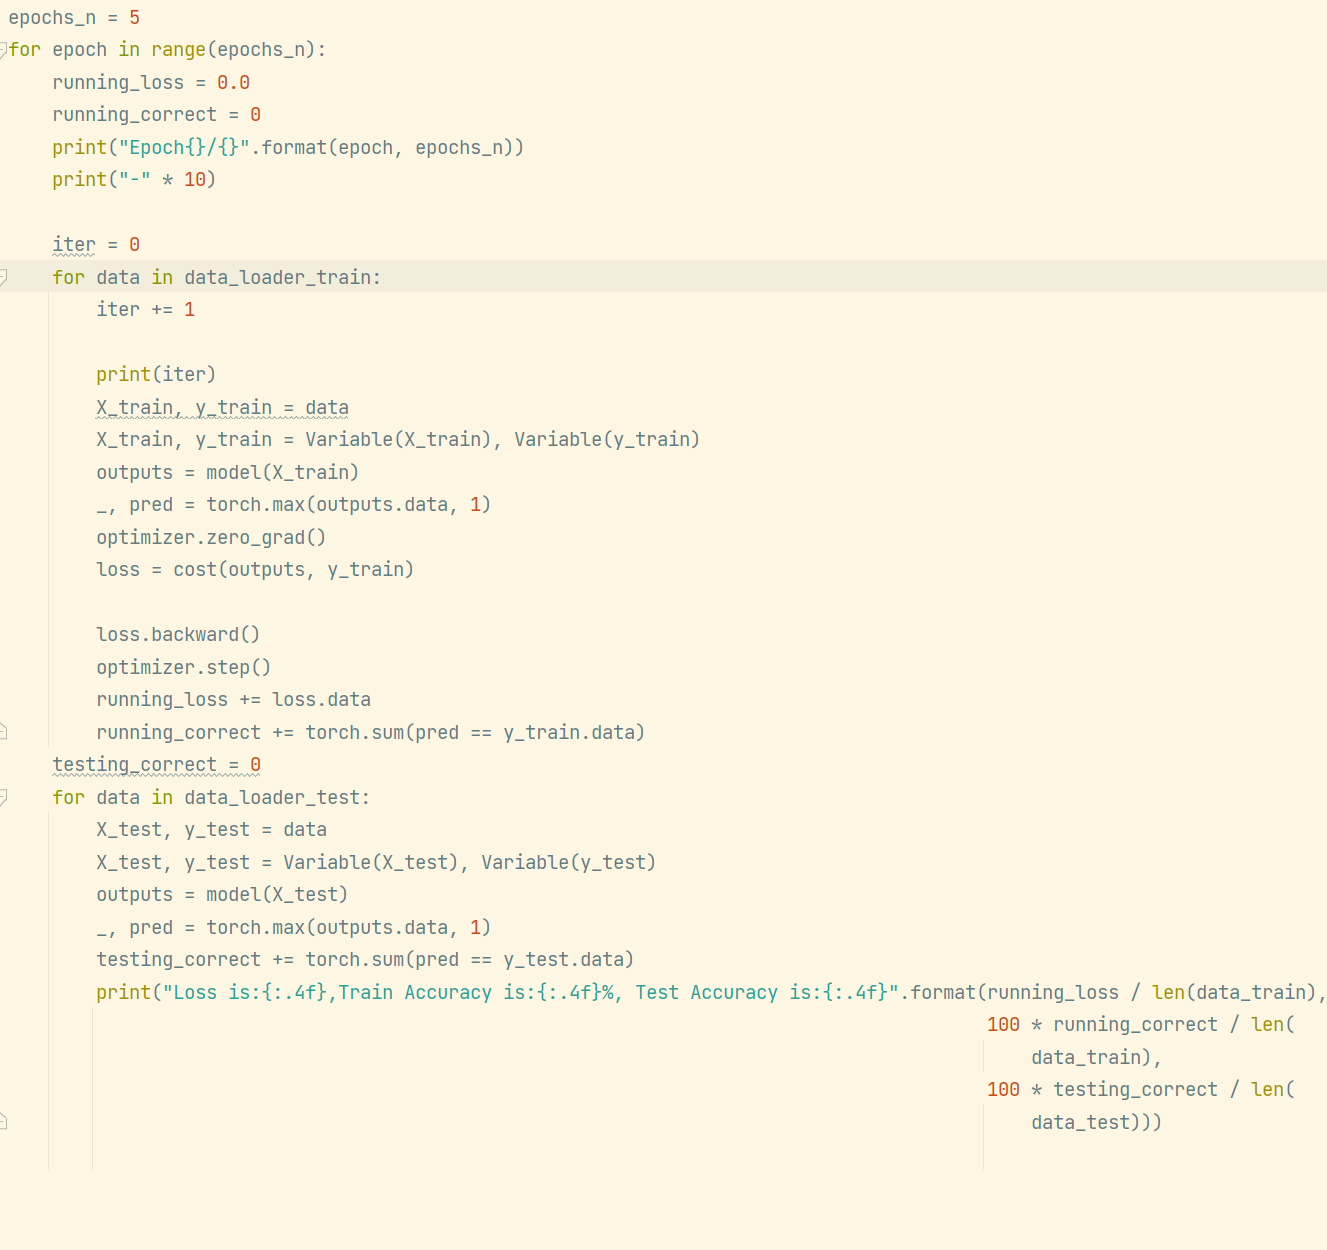 epochs_n = 5
for epoch in range(epochs_n):
    running_loss = 0.0
    running_correct = 0
    print("Epoch{}/{}".format(epoch, epochs_n))
    print("-" * 10)

    iter = 0
    for data in data_loader_train:
        iter += 1

        print(iter)
        X_train, y_train = data
        X_train, y_train = Variable(X_train), Variable(y_train)
        outputs = model(X_train)
        _, pred = torch.max(outputs.data, 1)
        optimizer.zero_grad()
        loss = cost(outputs, y_train)

        loss.backward()
        optimizer.step()
        running_loss += loss.data
        running_correct += torch.sum(pred == y_train.data)
    testing_correct = 0
    for data in data_loader_test:
        X_test, y_test = data
        X_test, y_test = Variable(X_test), Variable(y_test)
        outputs = model(X_test)
        _, pred = torch.max(outputs.data, 1)
        testing_correct += torch.sum(pred == y_test.data)
        print("Loss is:{:.4f},Train Accuracy is:{:.4f}%, Test Accuracy is:{:.4f}".format(running_loss / len(data_train),
                                                                                         100 * running_correct / len(
                                                                                             data_train),
                                                                                         100 * testing_correct / len(
                                                                                             data_test)))